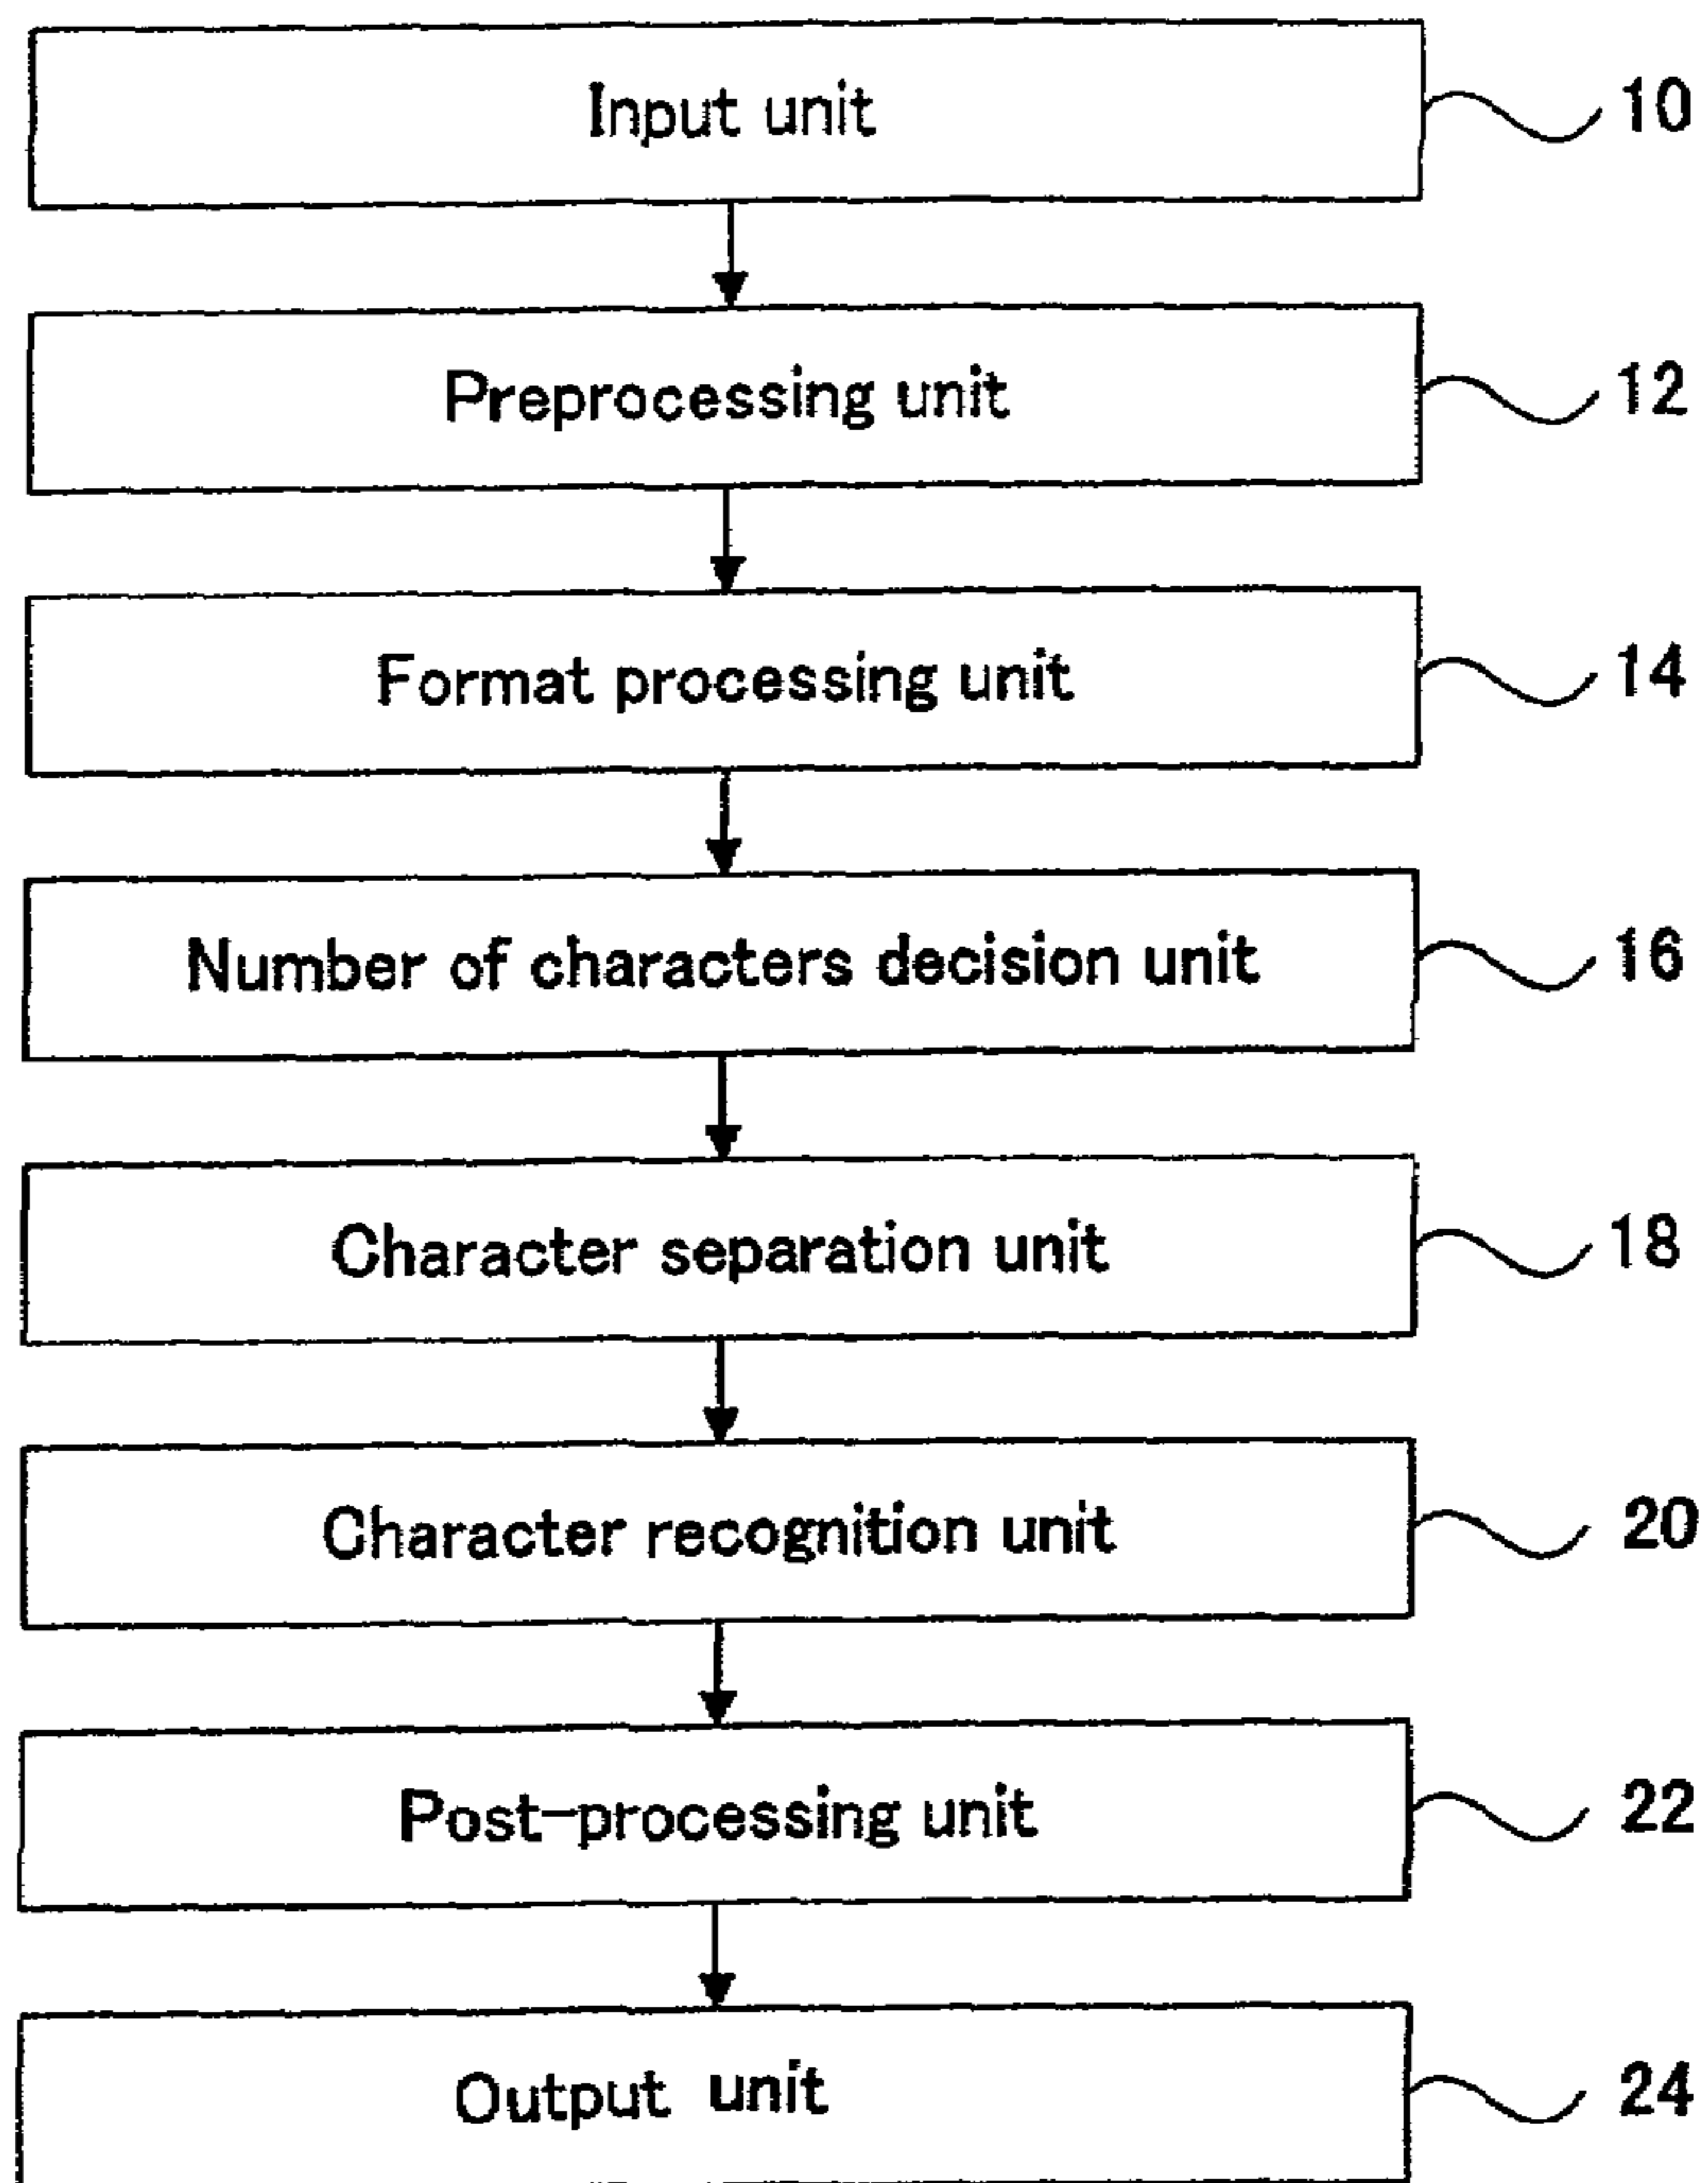 Input unit 10
Preprocessing unit 12
Format processing unit 14
Number of characters decision unit 16
Character separation unit 18
Character recognition unit 20
Post-processing unit 22
Output unit 24